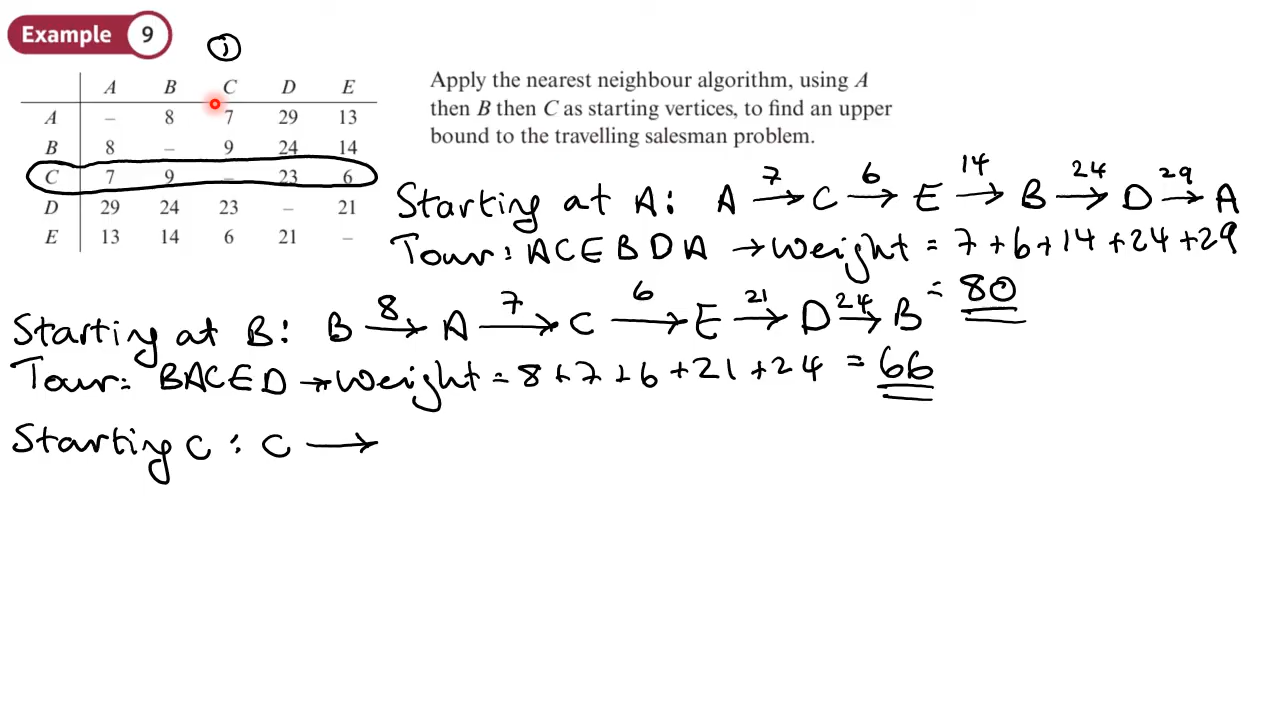 Example 9
①
A B C D E
A – 8 7 29 13
B 8 – 9 24 14
C 7 9 – 23 6
D 29 24 23 – 21
E 13 14 6 21 –
Apply the nearest neighbour algorithm, using A
then B then C as starting vertices, to find an upper
bound to the travelling salesman problem.
7 6 14 24 29
Starting at A: A → C → E → B → D → A
Tour: ACEBDA → Weight = 7+6+14+24+29
= 80
8 7 6 21 24
Starting at B: B → A → C → E → D → B
Tour: BACED → Weight = 8+7+6+21+24 = 66
Starting C: C →